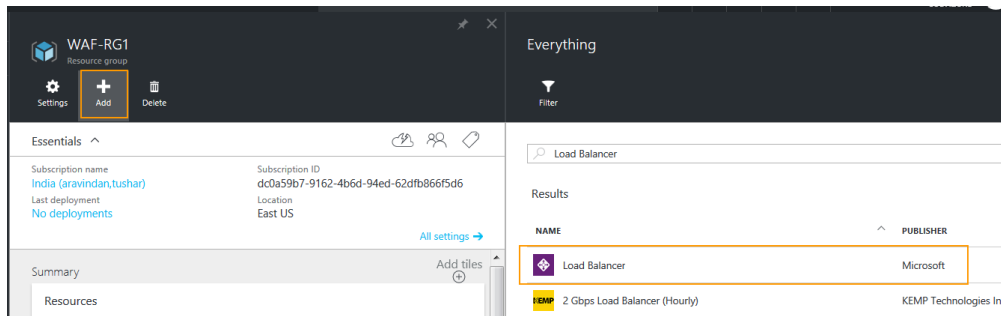 WAF-RG1
Resource group
Settings
Add
Delete
Essentials
Subscription name
Subscription ID
India (aravindan,tushar)
dc0a59b7-9162-4b6d-94ed-62dfb866f5d6
Last deployment
Location
No deployments
East US
All settings
Summary
Add tiles
Resources
Everything
Filter
Load Balancer
Results
NAME
PUBLISHER
Load Balancer
Microsoft
KEMP
2 Gbps Load Balancer (Hourly)
KEMP Technologies In